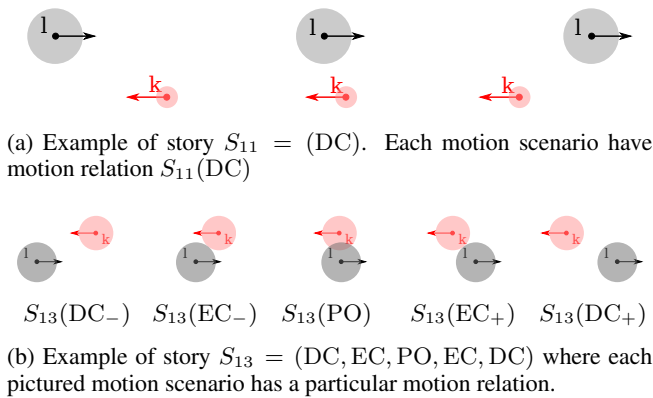 l l l
k k k
(a) Example of story S₁₁ = (DC). Each motion scenario have
motion relation S₁₁(DC)
k k k k k
l l l l l
S₁₃(DC₋) S₁₃(EC₋) S₁₃(PO) S₁₃(EC₊) S₁₃(DC₊)
(b) Example of story S₁₃ = (DC, EC, PO, EC, DC) where each
pictured motion scenario has a particular motion relation.